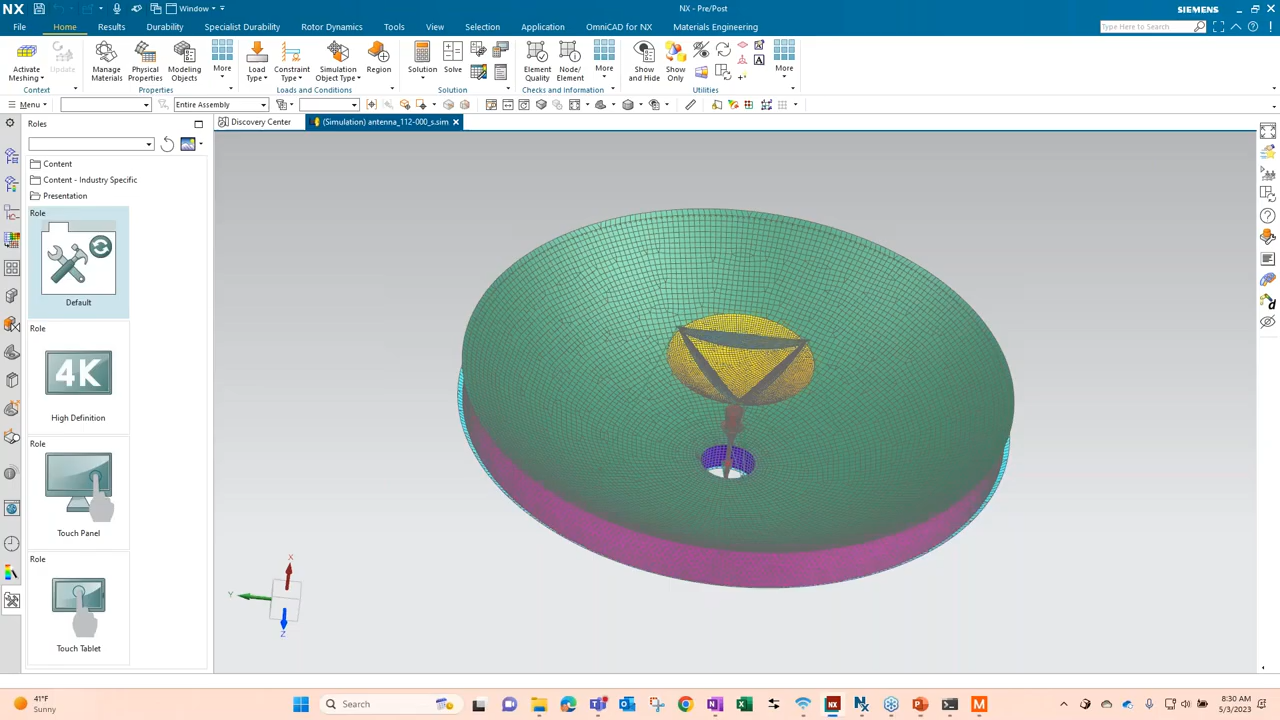 NX
Window
NX - Pre/Post
SIEMENS
File
Home
Results
Durability
Specialist Durability
Rotor Dynamics
Tools
View
Selection
Application
OmniCAD for NX
Materials Engineering
Type Here to Search
Activate Meshing
Update
Manage Materials
Physical Properties
Modeling Objects
More
Load Type
Constraint Type
Simulation Object Type
Region
Solution
Solve
Element Quality
Node/ Element
More
Show and Hide
Show Only
More
Context
Properties
Loads and Conditions
Solution
Checks and Information
Utilities
Menu
Entire Assembly
Roles
Discovery Center
(Simulation) antenna_112-000_s.sim
Content
Content - Industry Specific
Presentation
Role
Default
Role
4K
High Definition
Role
Touch Panel
Role
Touch Tablet
X
Y
Z
41°F
Sunny
Search
8:30 AM
5/3/2023